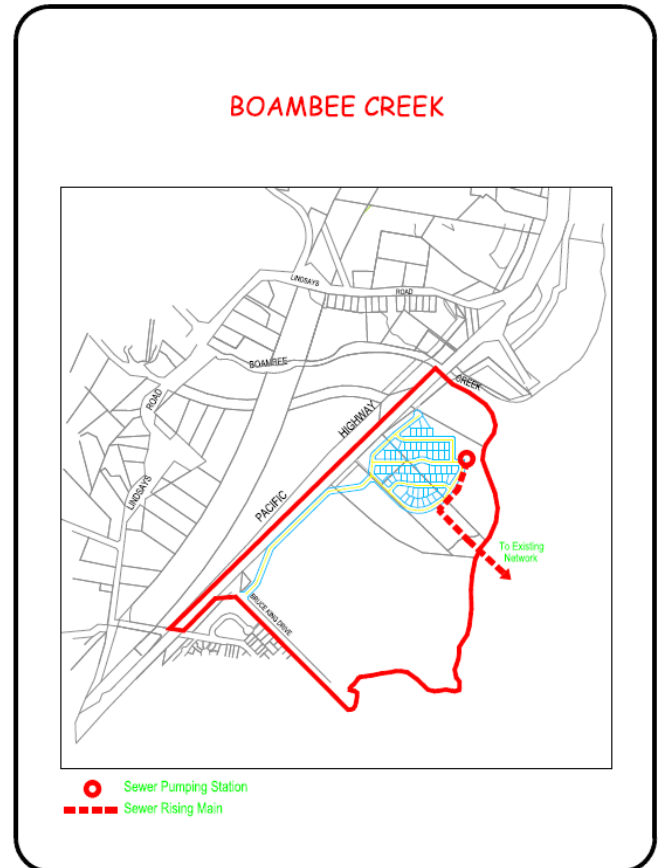 BOAMBEE CREEK
LINDSAYS
ROAD
BOAMBEE
CREEK
ROAD
HIGHWAY
LINDSAYS
PACIFIC
To Existing
Network
BRUCE KING DRIVE
Sewer Pumping Station
Sewer Rising Main